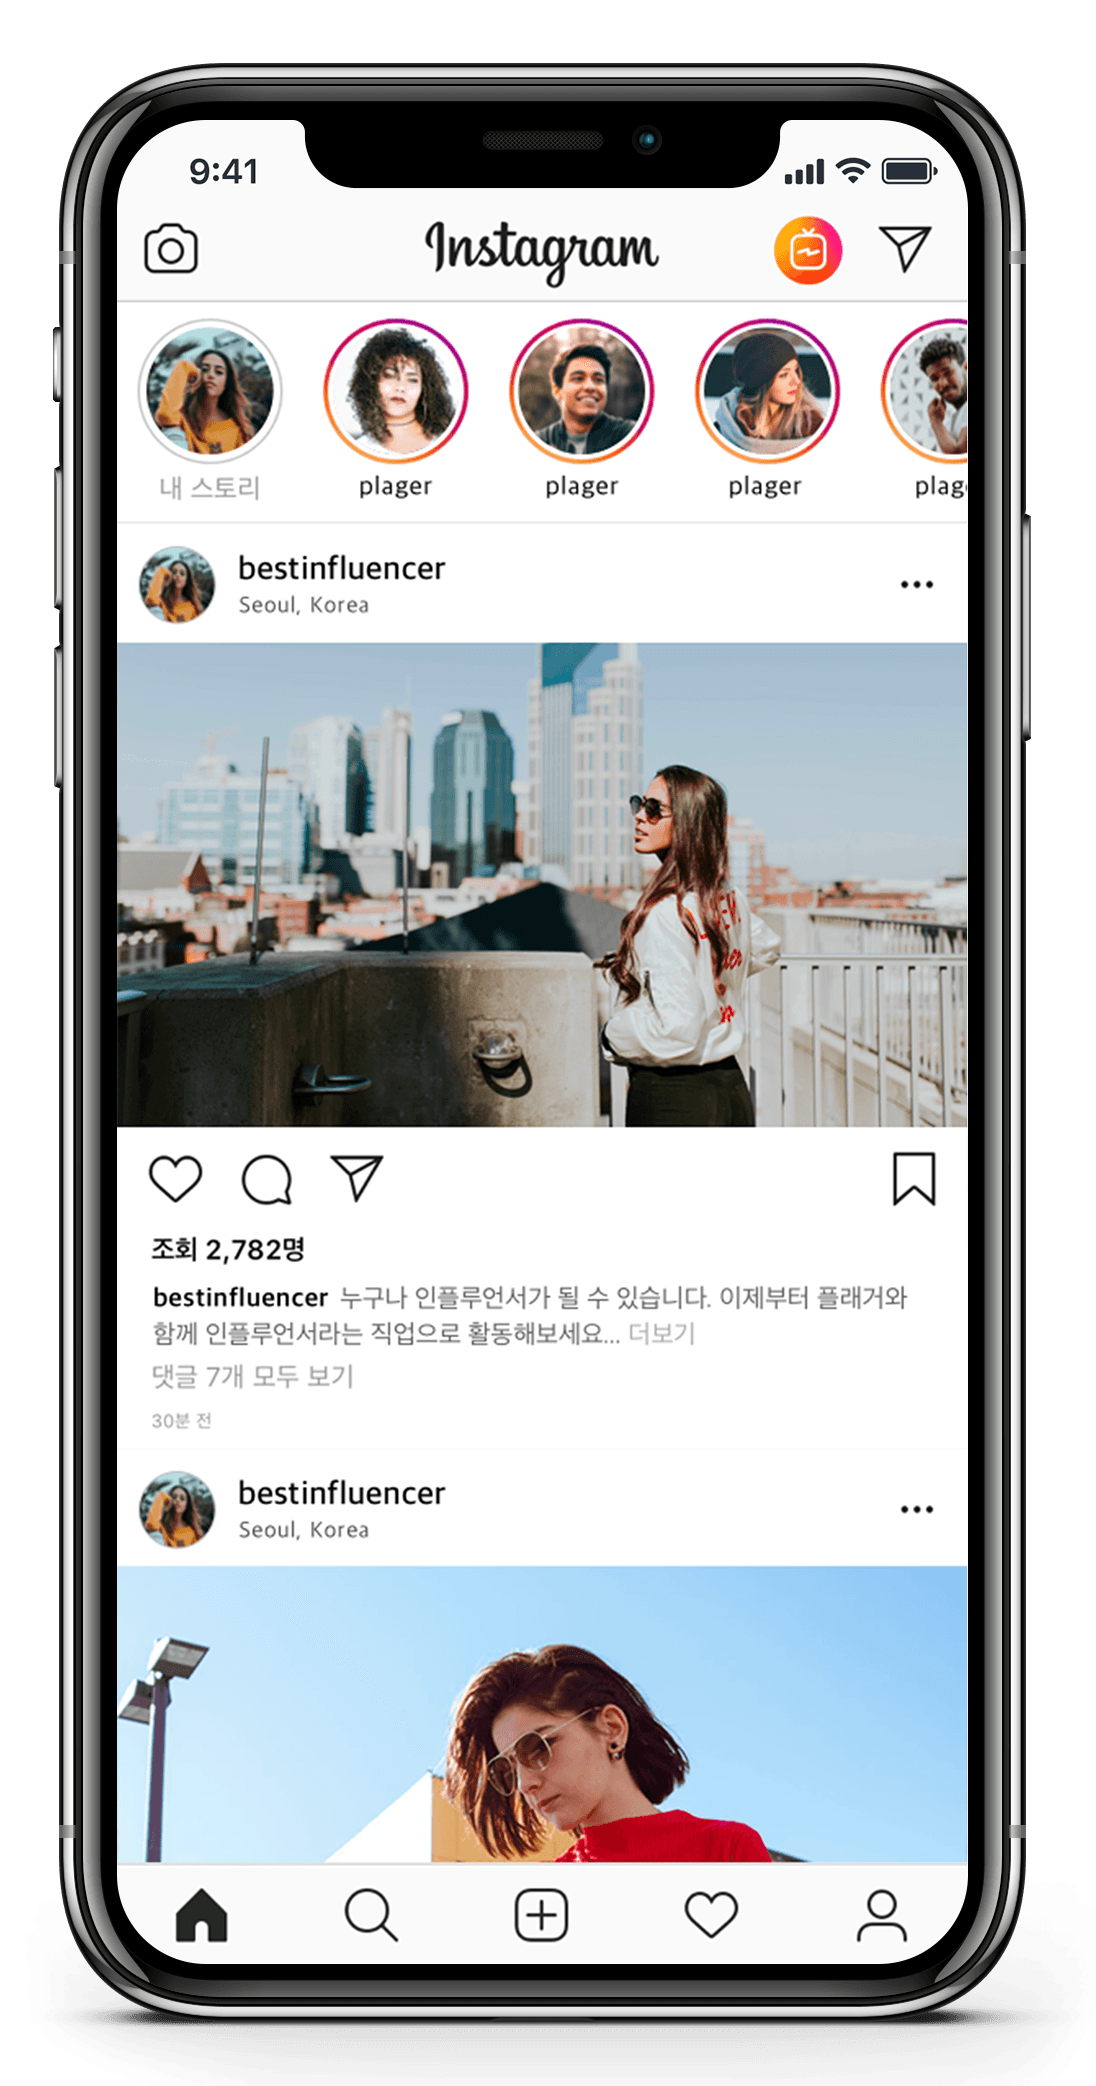 9:41
Instagram
내 스토리
plager
plager
plager
plag
bestinfluencer
Seoul, Korea
조회 2,782명
bestinfluencer 누구나 인플루언서가 될 수 있습니다. 이제부터 플래거와
함께 인플루언서라는 직업으로 활동해보세요... 더보기
댓글 7개 모두 보기
30분 전
bestinfluencer
Seoul, Korea